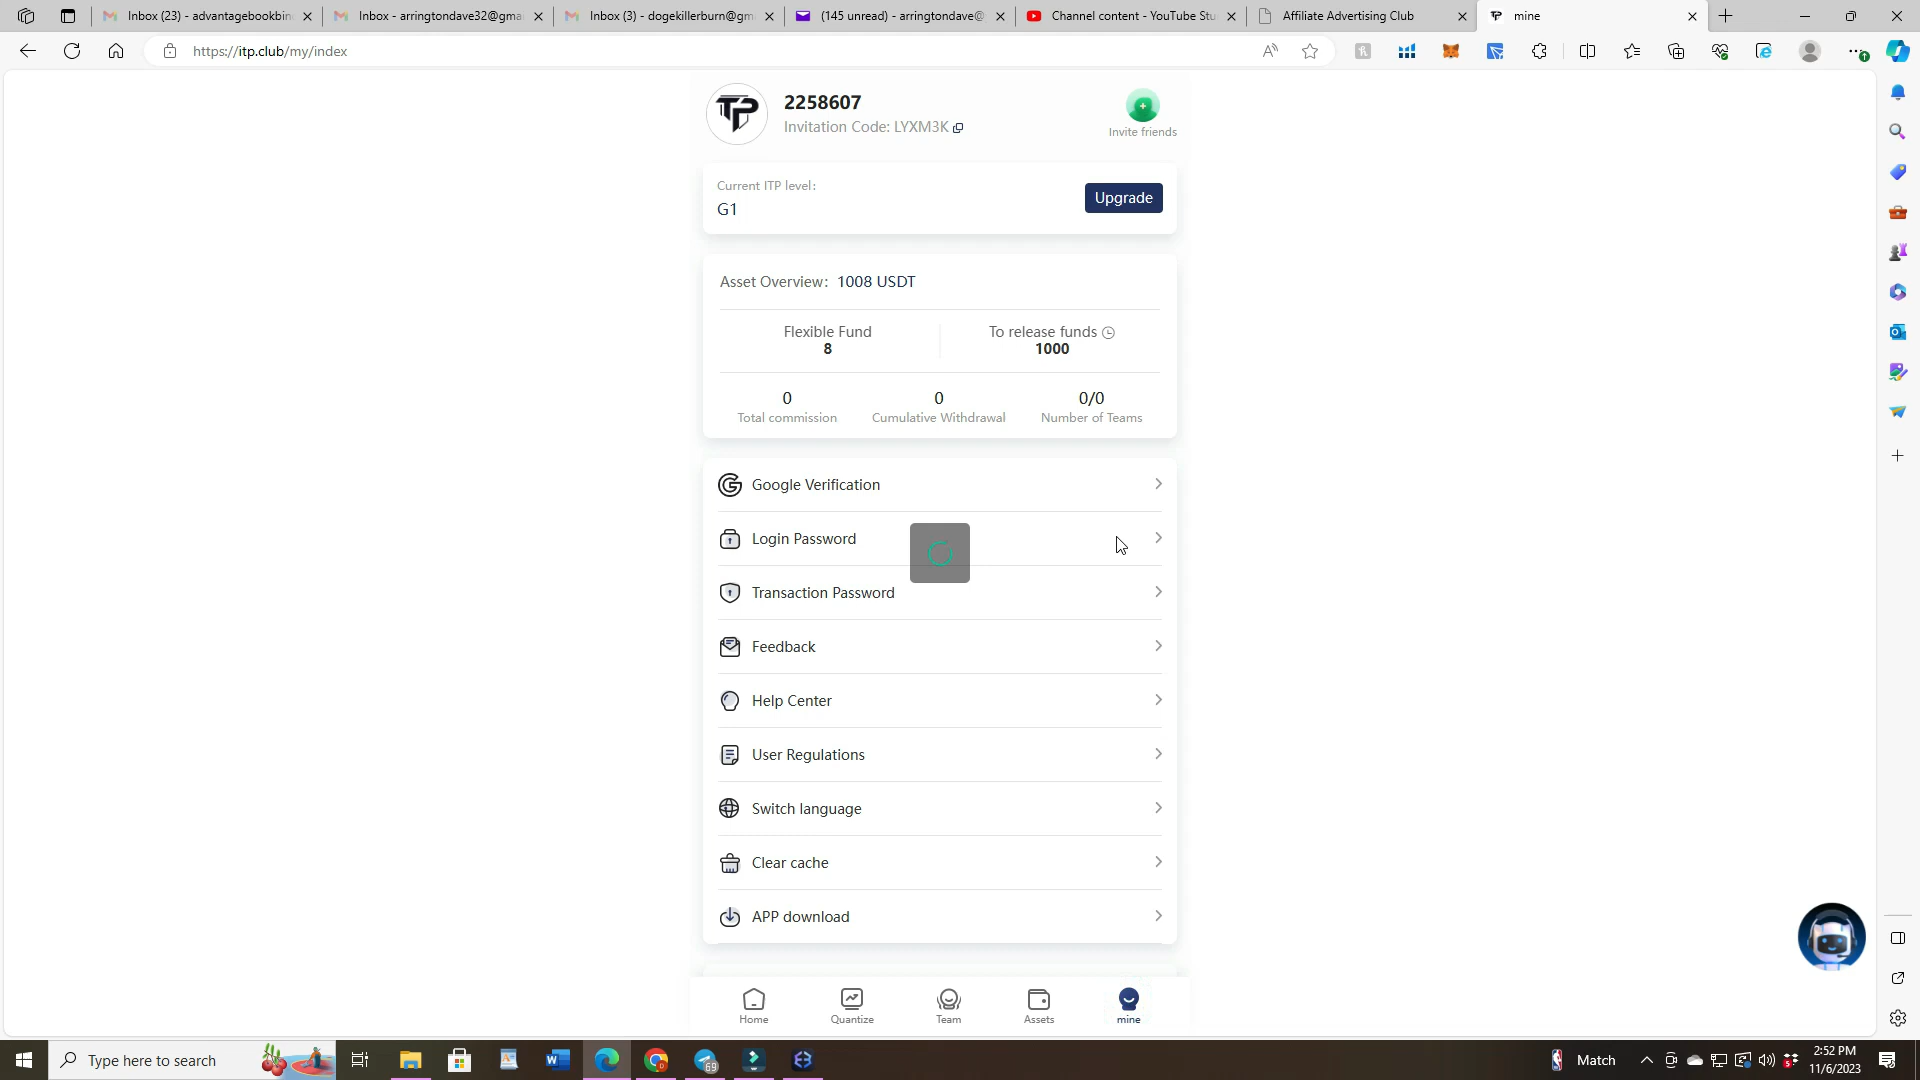 Inbox (23) - advantagebookbin
Inbox - arringtondave32@gma
Inbox (3) - dogekillerburn@gm
(145 unread) - arringtondave@
Channel content - YouTube Stu
Affiliate Advertising Club
TP mine
https://itp.club/my/index
TP
2258607
Invitation Code: LYXM3K
Invite friends
Current ITP level:
G1
Upgrade
Asset Overview: 1008 USDT
Flexible Fund
8
To release funds
1000
0
Total commission
0
Cumulative Withdrawal
0/0
Number of Teams
Google Verification
Login Password
Transaction Password
Feedback
Help Center
User Regulations
Switch language
Clear cache
APP download
Home
Quantize
Team
Assets
mine
Type here to search
69
Match
2:52 PM
11/6/2023